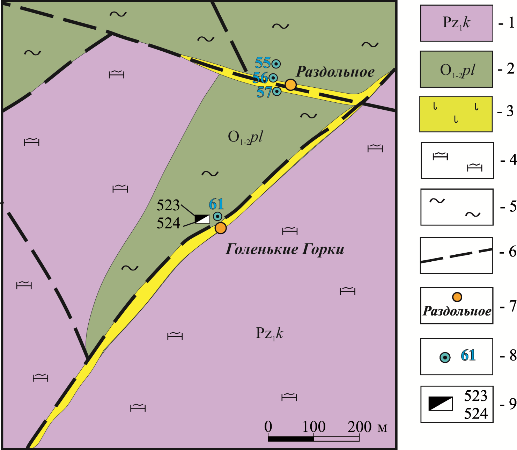 55
56
Раздольное
57
O₁₋₂pl
61
523
524
Голенькие Горки
Pz₁k
0 100 200 м
Pz₁k - 1
O₁₋₂pl - 2
- 3
- 4
- 5
- 6
Раздольное - 7
61 - 8
523
524 - 9